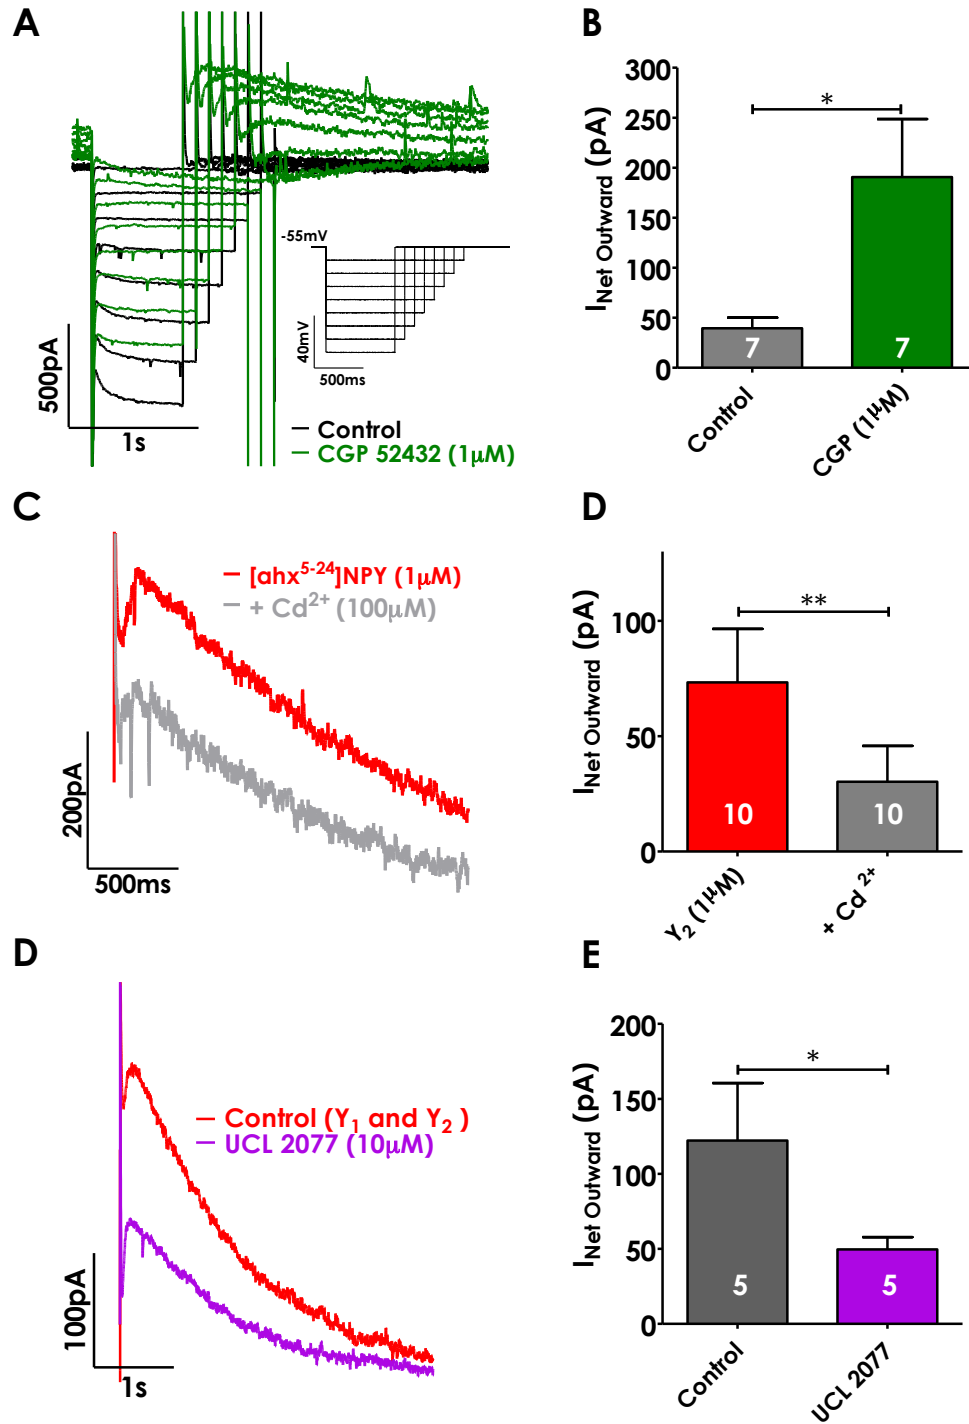 A
-55mV
40mV
500ms
500pA
1s
Control
CGP 52432 (1μM)
B
300
250
200
150
100
50
0
I Net Outward (pA)
*
7
7
Control
CGP (1μM)
C
[ahx5-24]NPY (1μM)
+ Cd2+ (100μM)
200pA
500ms
D
100
50
0
I Net Outward (pA)
**
10
10
Y2 (1μM)
+ Cd 2+
D
Control (Y1 and Y2 )
UCL 2077 (10μM)
100pA
1s
E
200
150
100
50
0
I Net Outward (pA)
*
5
5
Control
UCL 2077